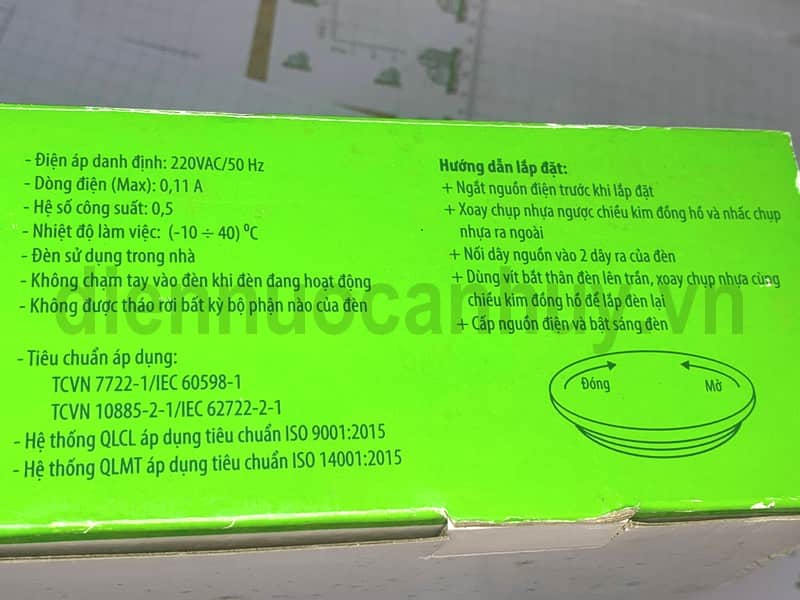 - Điện áp danh định: 220VAC/50 Hz
- Dòng điện (Max): 0,11 A
- Hệ số công suất: 0,5
- Nhiệt độ làm việc: (-10 ÷ 40) ⁰C
- Đèn sử dụng trong nhà
- Không chạm tay vào đèn khi đèn đang hoạt động
- Không được tháo rời bất kỳ bộ phận nào của đèn
- Tiêu chuẩn áp dụng:
TCVN 7722-1/IEC 60598-1
TCVN 10885-2-1/IEC 62722-2-1
- Hệ thống QLCL áp dụng tiêu chuẩn ISO 9001:2015
- Hệ thống QLMT áp dụng tiêu chuẩn ISO 14001:2015
Hướng dẫn lắp đặt:
+ Ngắt nguồn điện trước khi lắp đặt
+ Xoay chụp nhựa ngược chiều kim đồng hồ và nhấc chụp
nhựa ra ngoài
+ Nối dây nguồn vào 2 dây ra của đèn
+ Dùng vít bắt thân đèn lên trần, xoay chụp nhựa cùng
chiều kim đồng hồ để lắp đèn lại
+ Cấp nguồn điện và bật sáng đèn
Đóng
Mở
diennuocanhuy.vn